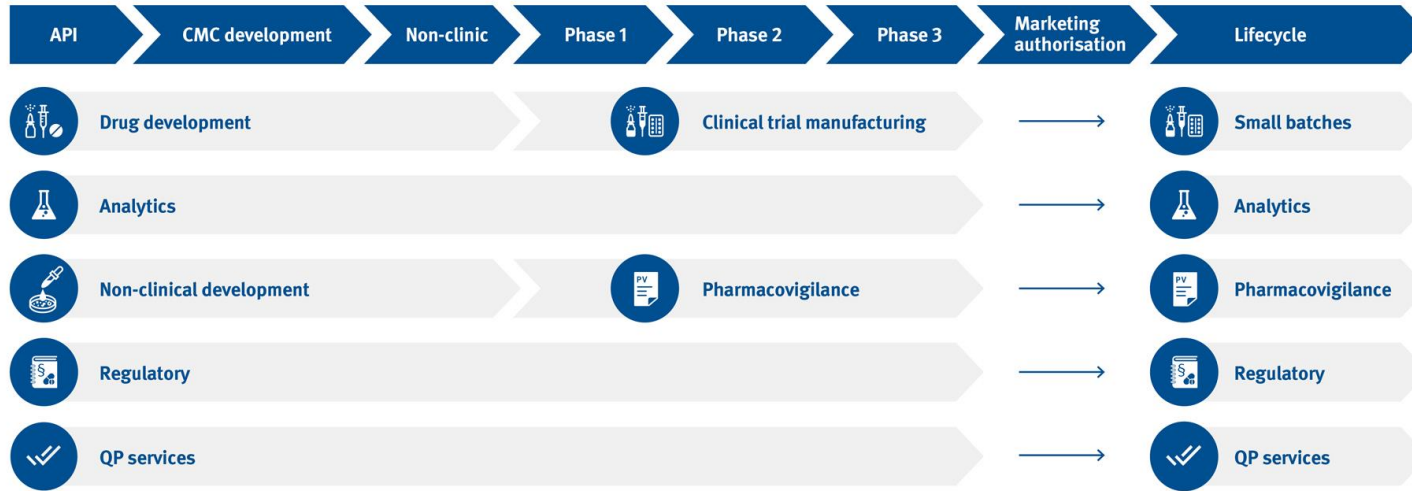 API
CMC development
Non-clinic
Phase 1
Phase 2
Phase 3
Marketing
authorisation
Lifecycle
Drug development
Clinical trial manufacturing
Small batches
Analytics
Analytics
Non-clinical development
PV
Pharmacovigilance
PV
Pharmacovigilance
§
Regulatory
§
Regulatory
QP services
QP services